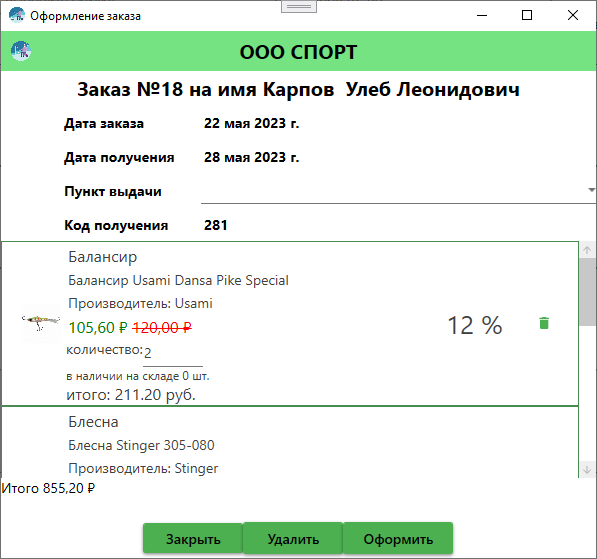 Оформление заказа
ООО СПОРТ
Заказ №18 на имя Карпов Улеб Леонидович
Дата заказа 22 мая 2023 г.
Дата получения 28 мая 2023 г.
Пункт выдачи
Код получения 281
Балансир
Балансир Usami Dansa Pike Special
Производитель: Usami
105,60 ₽ 120,00 ₽
12 %
количество: 2
в наличии на складе 0 шт.
итого: 211.20 руб.
Блесна
Блесна Stinger 305-080
Производитель: Stinger
Итого 855,20 ₽
Закрыть Удалить Оформить